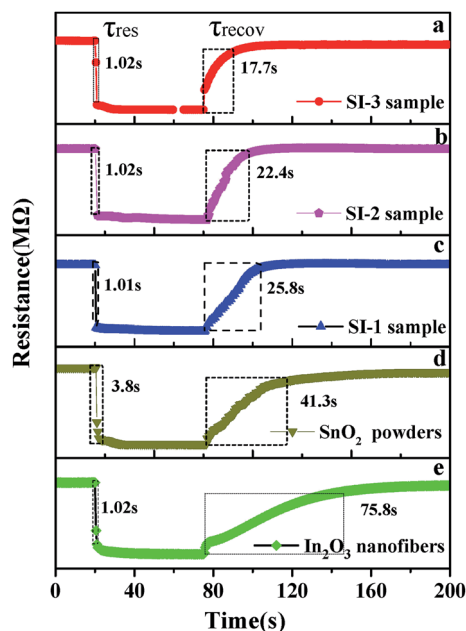 τres τrecov a
1.02s 17.7s
SI-3 sample
b
1.02s 22.4s
SI-2 sample
c
1.01s 25.8s
SI-1 sample
d
3.8s 41.3s
SnO2 powders
e
1.02s 75.8s
In2O3 nanofibers
0 40 80 120 160 200
Time(s)
Resistance(MΩ)